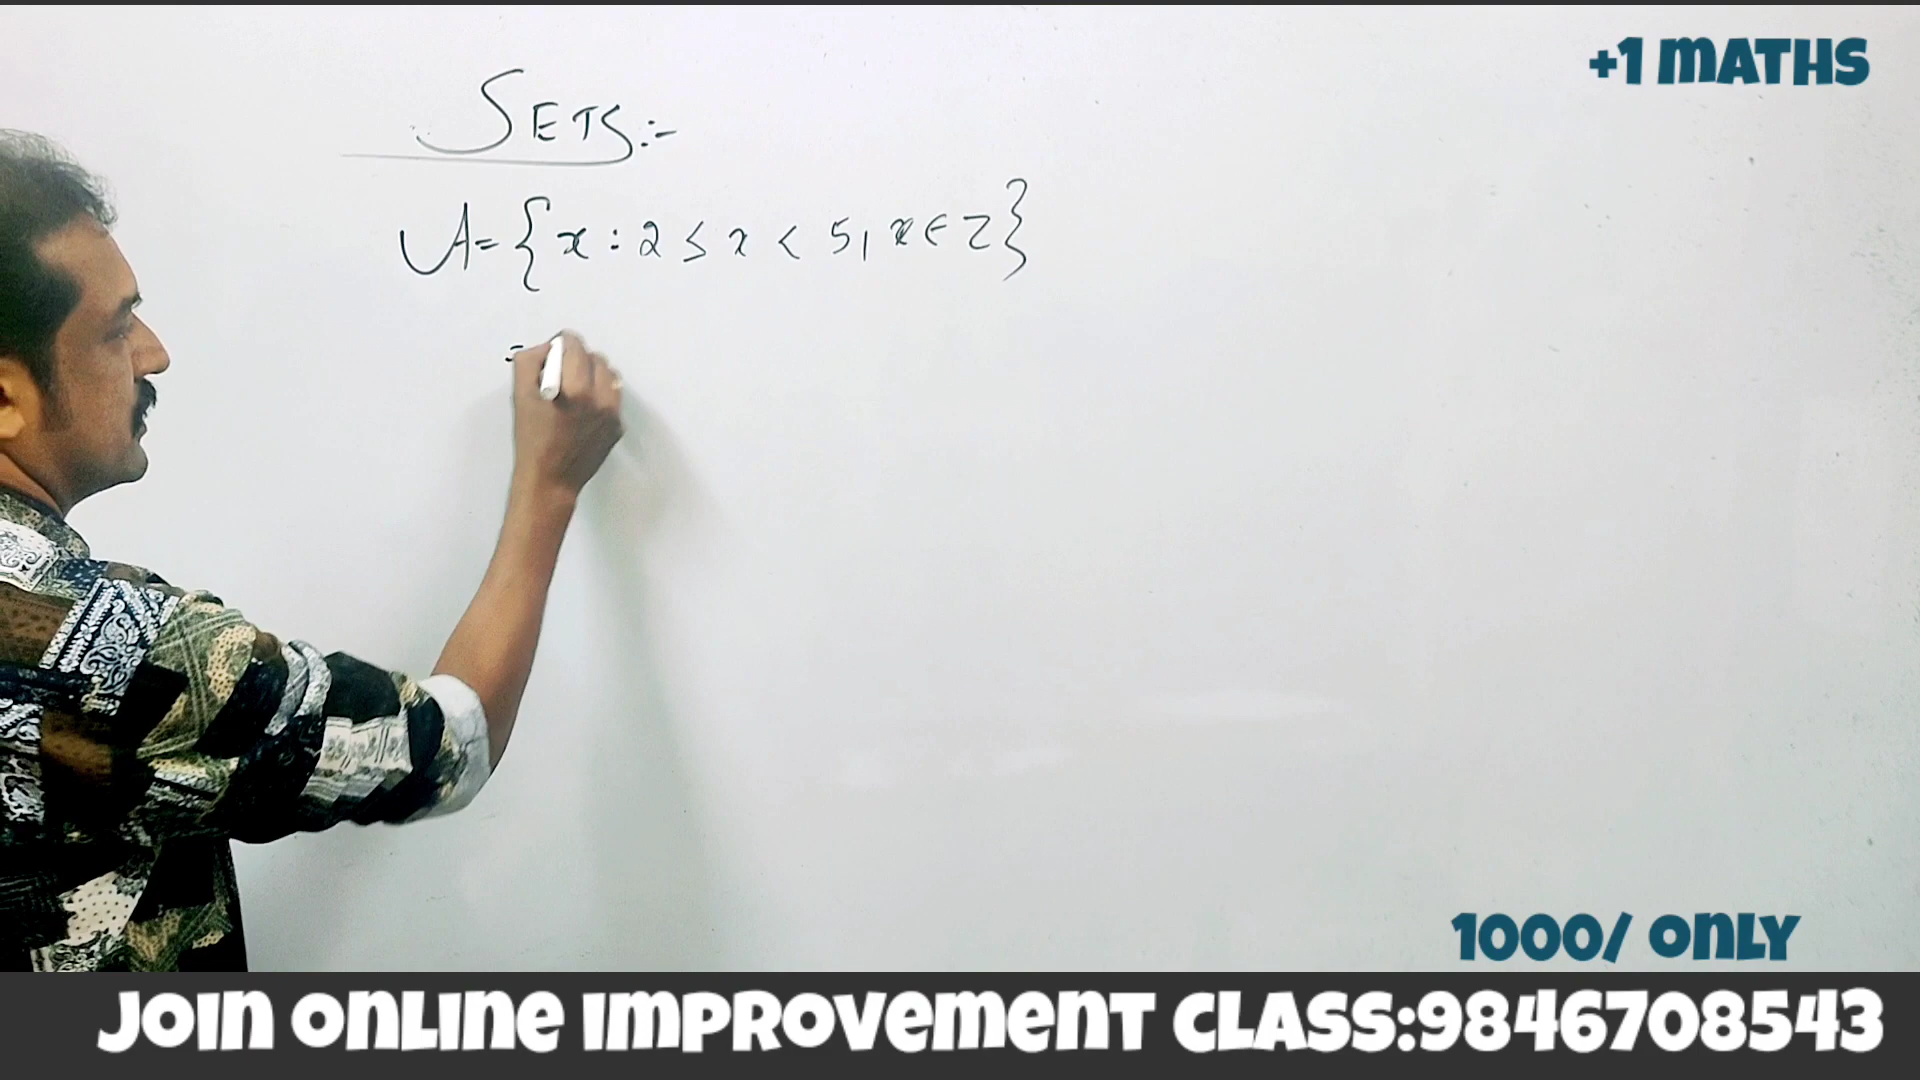 +1 MATHS
SETS:-
A={x:2≤x<5, x∈Z}
=
1000/ ONLY
JOIN ONLINE IMPROVEMENT CLASS:9846708543